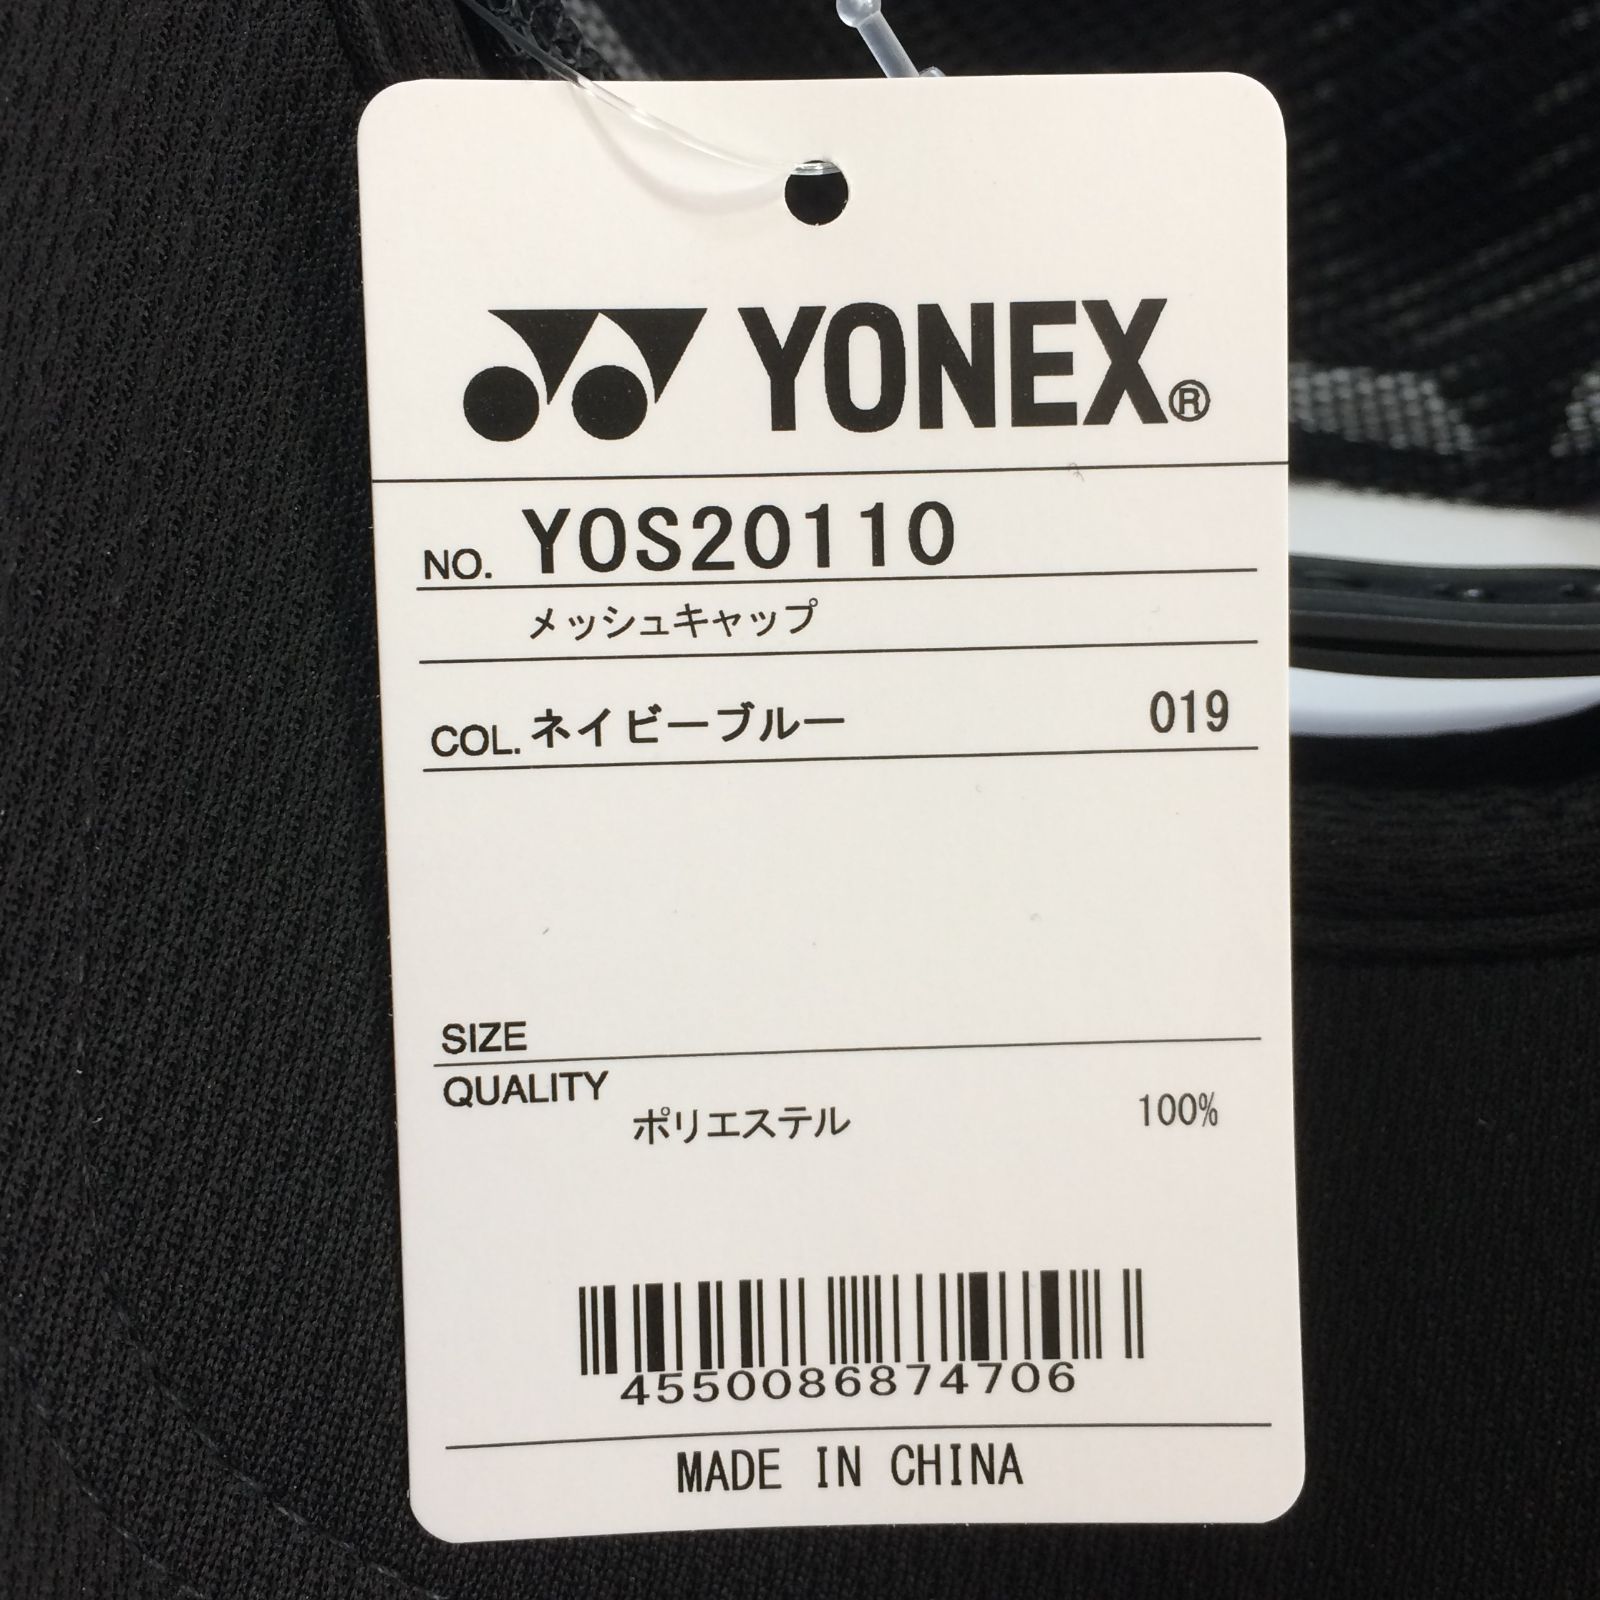 YONEX®
NO. YOS20110
メッシュキャップ
COL. ネイビーブルー 019
SIZE
QUALITY
ポリエステル 100%
4550086874706
MADE IN CHINA